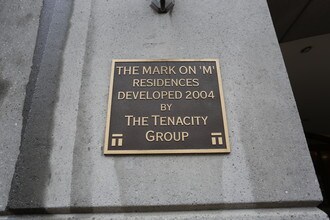 THE MARK ON 'M'
RESIDENCES
DEVELOPED 2004
BY
THE TENACITY
GROUP